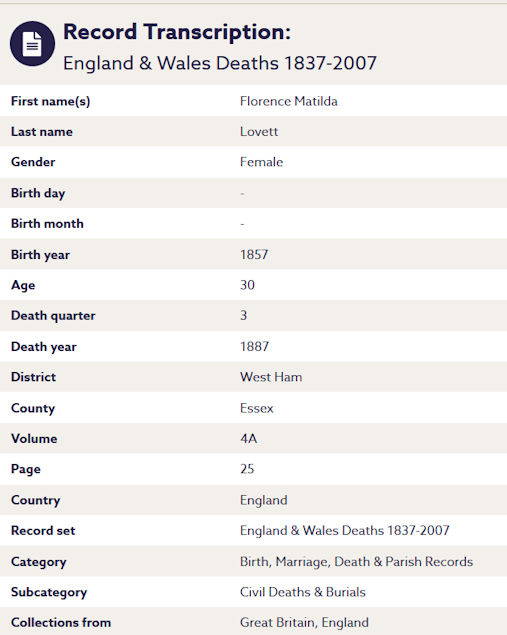 Record Transcription:
England & Wales Deaths 1837-2007
First name(s) Florence Matilda
Last name Lovett
Gender Female
Birth day -
Birth month -
Birth year 1857
Age 30
Death quarter 3
Death year 1887
District West Ham
County Essex
Volume 4A
Page 25
Country England
Record set England & Wales Deaths 1837-2007
Category Birth, Marriage, Death & Parish Records
Subcategory Civil Deaths & Burials
Collections from Great Britain, England